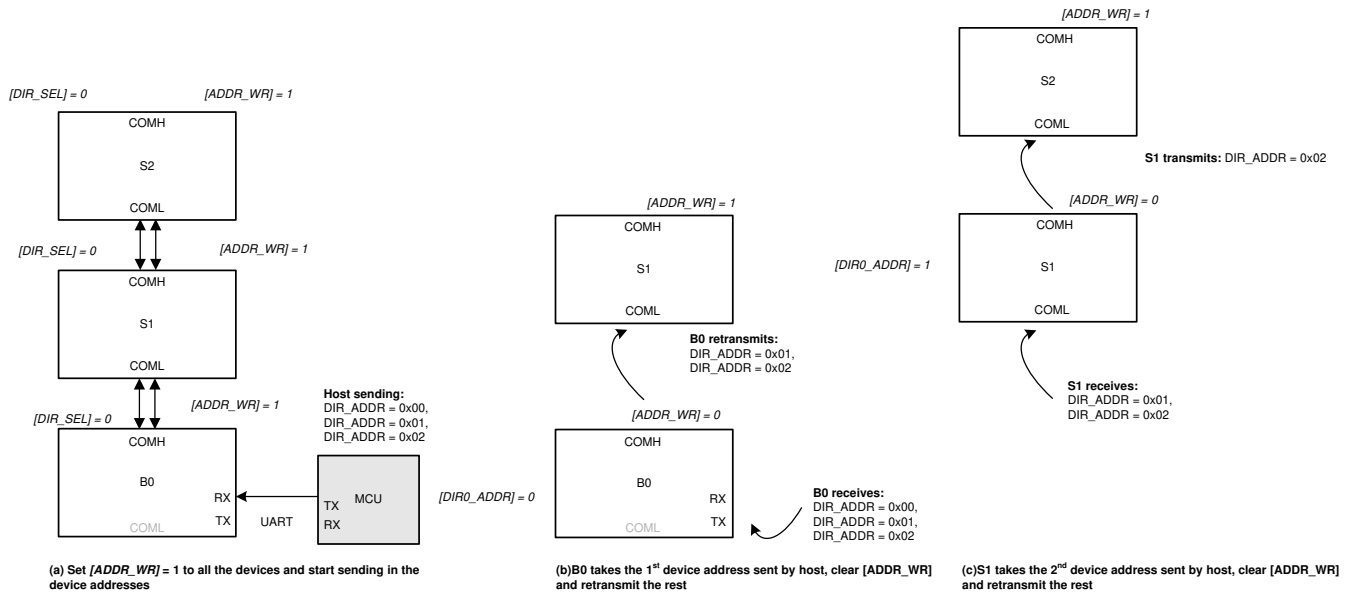 [DIR_SEL] = 0
[ADDR_WR] = 1
COMH
S2
COML
[DIR_SEL] = 0
[ADDR_WR] = 1
COMH
S1
COML
[DIR_SEL] = 0
[ADDR_WR] = 1
COMH
B0
RX
TX
COML
UART
Host sending:
DIR_ADDR = 0x00,
DIR_ADDR = 0x01,
DIR_ADDR = 0x02
MCU
TX
RX
(a) Set [ADDR_WR] = 1 to all the devices and start sending in the
device addresses
[ADDR_WR] = 1
COMH
S1
COML
B0 retransmits:
DIR_ADDR = 0x01,
DIR_ADDR = 0x02
[ADDR_WR] = 0
COMH
[DIR0_ADDR] = 0
B0
RX
TX
COML
B0 receives:
DIR_ADDR = 0x00,
DIR_ADDR = 0x01,
DIR_ADDR = 0x02
(b)B0 takes the 1st device address sent by host, clear [ADDR_WR]
and retransmit the rest
[ADDR_WR] = 1
COMH
S2
COML
S1 transmits: DIR_ADDR = 0x02
[ADDR_WR] = 0
COMH
[DIR0_ADDR] = 1
S1
COML
S1 receives:
DIR_ADDR = 0x01,
DIR_ADDR = 0x02
(c)S1 takes the 2nd device address sent by host, clear [ADDR_WR]
and retransmit the rest